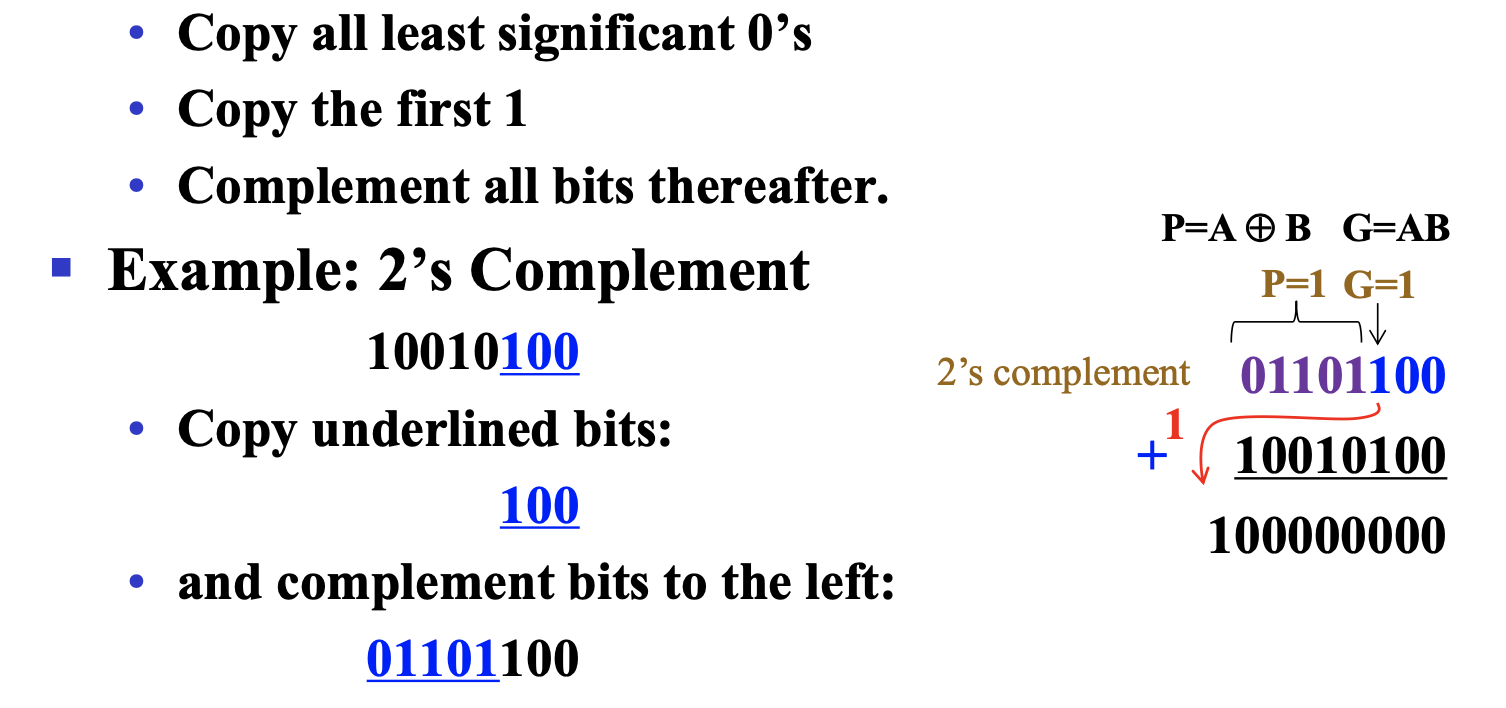 • Copy all least significant 0’s
• Copy the first 1
• Complement all bits thereafter.
▪ Example: 2’s Complement
10010100
• Copy underlined bits:
100
• and complement bits to the left:
01101100
P=A ⊕ B G=AB
P=1 G=1
2’s complement 01101100
1
+ 10010100
100000000